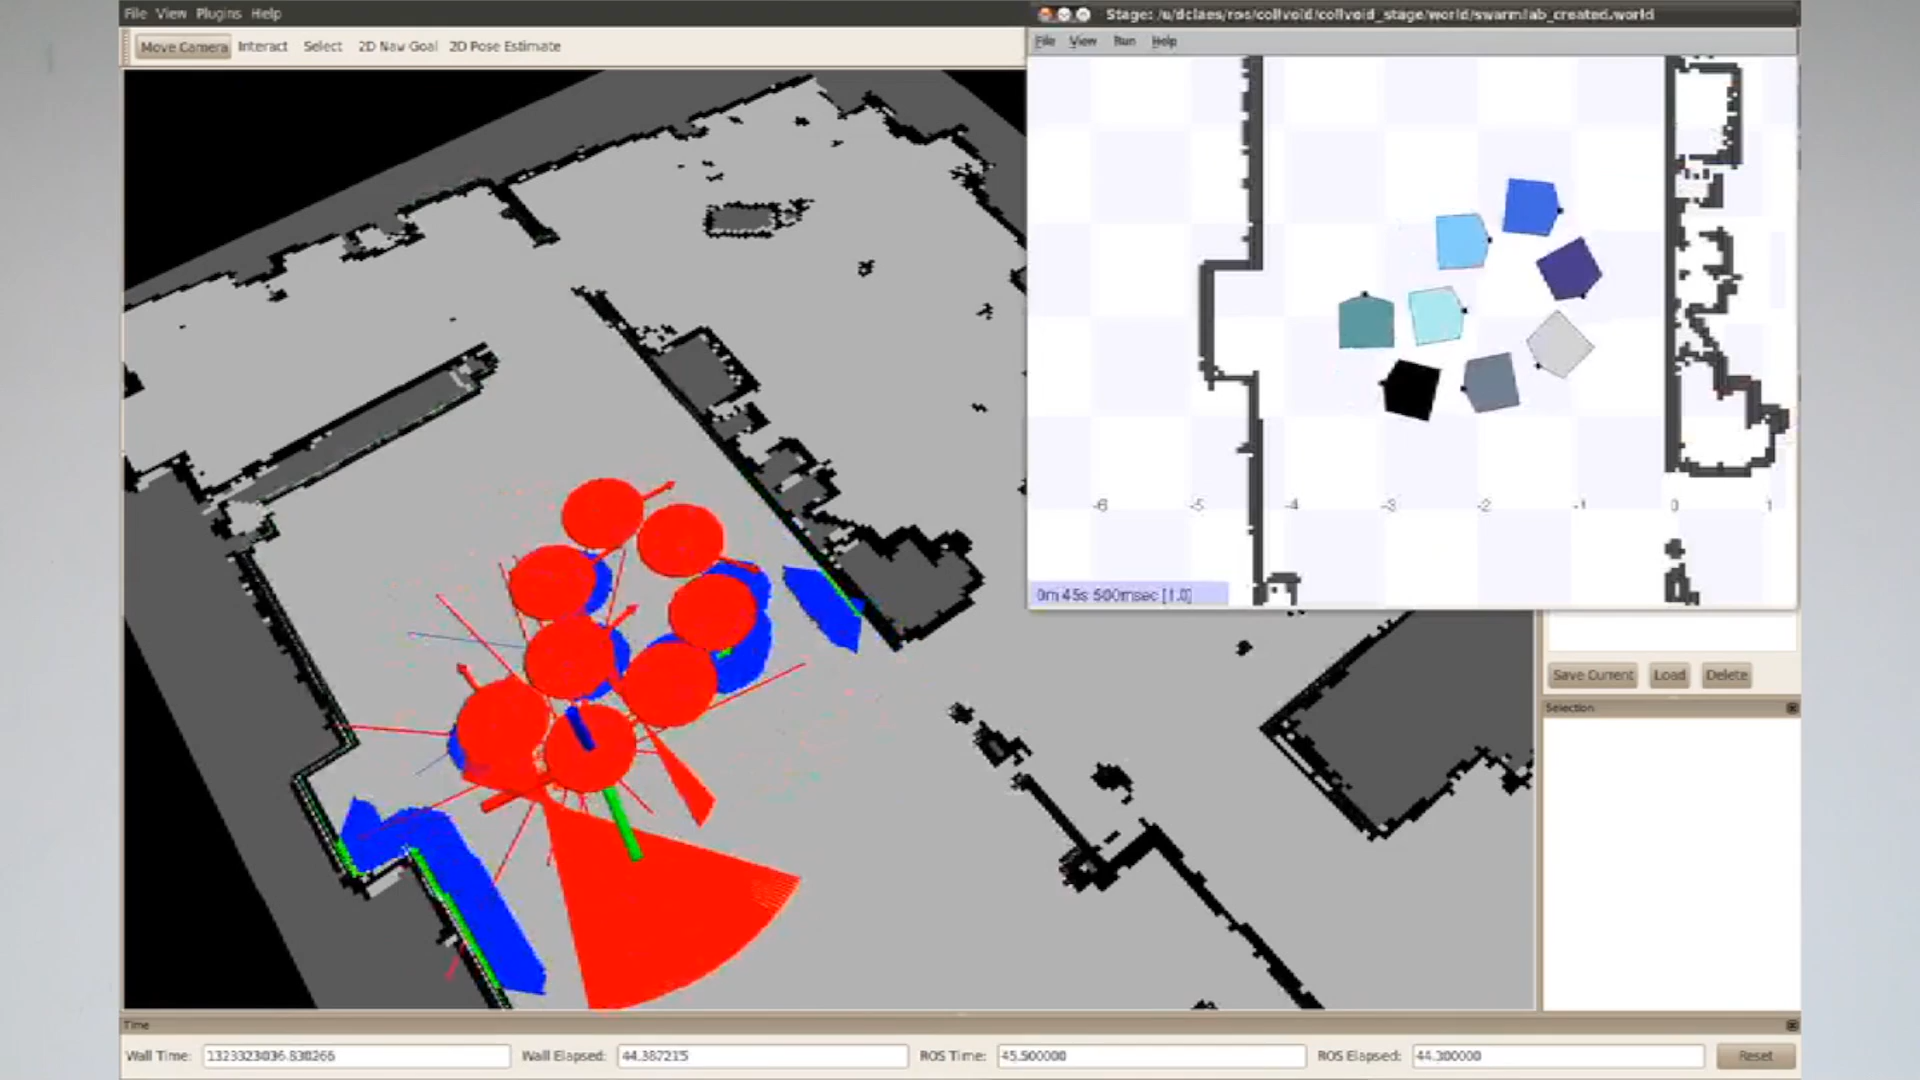 File View Plugins Help
Move Camera Interact Select 2D Nav Goal 2D Pose Estimate
Stage: /u/dclaes/ros/collvoid/collvoid_stage/world/swarmlab_created.world
File View Run Help
-6 -5 -4 -3 -2 -1 0 1
0m 45s 500msec [1.0]
Save Current Load Delete
Selection
Time
Wall Time: 1323323036.830266 Wall Elapsed: 44.387215 ROS Time: 45.500000 ROS Elapsed: 44.300000 Reset